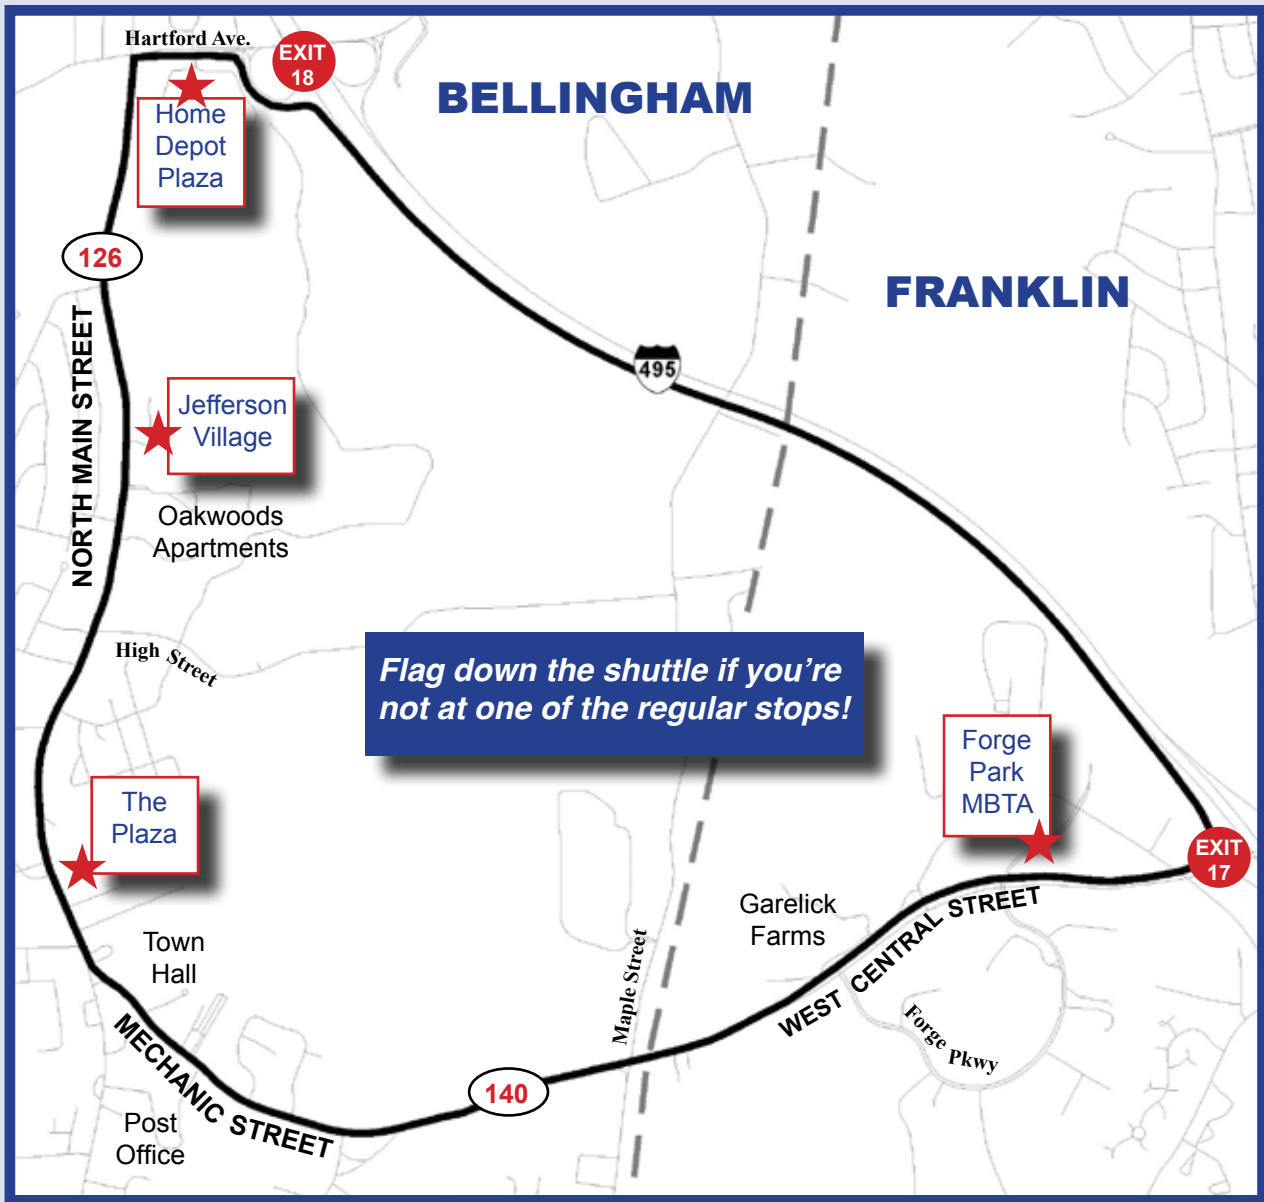 Hartford Ave.
EXIT
18
BELLINGHAM
Home
Depot
Plaza
126
FRANKLIN
NORTH MAIN STREET
495
Jefferson
Village
Oakwoods
Apartments
High Street
Flag down the shuttle if you’re
not at one of the regular stops!
Forge
Park
MBTA
The
Plaza
EXIT
17
Garelick
Farms
WEST CENTRAL STREET
Town
Hall
Maple Street
Forge Pkwy
MECHANIC STREET
140
Post
Office